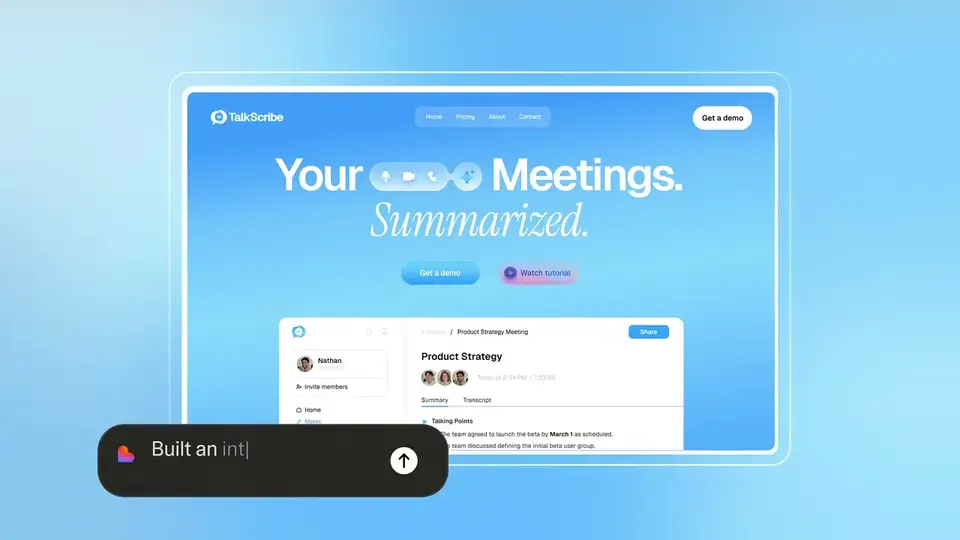 TalkScribe
Home Pricing About Contact
Get a demo
Your Meetings.
Summarized.
Get a demo
Watch tutorial
/ Product Strategy Meeting
Share
Nathan
Product Strategy
Invite members
Summary Transcript
Home
Notes
Talking Points
The team agreed to launch the beta by March 1 as scheduled.
team discussed defining the initial beta user group.
Built an int